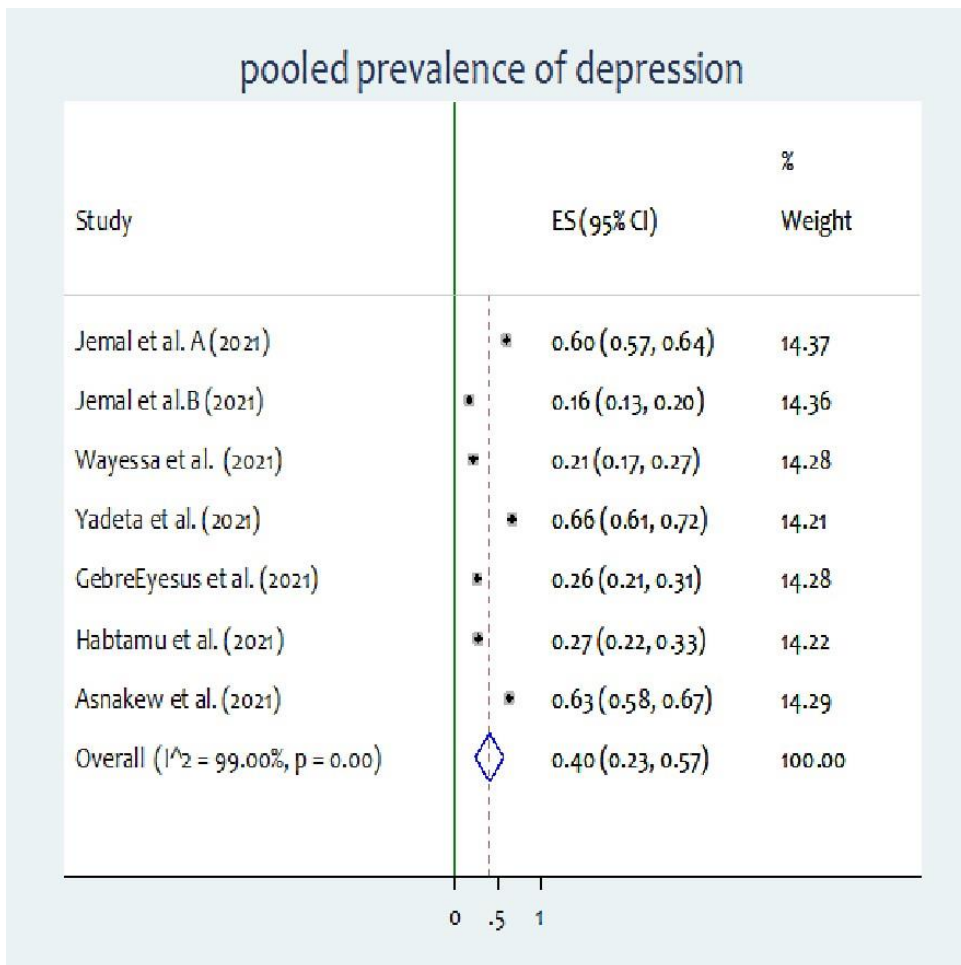 pooled prevalence of depression
%
Study ES (95% CI) Weight
Jemal et al. A (2021) 0.60 (0.57, 0.64) 14.37
Jemal et al.B (2021) 0.16 (0.13, 0.20) 14.36
Wayessa et al. (2021) 0.21 (0.17, 0.27) 14.28
Yadeta et al. (2021) 0.66 (0.61, 0.72) 14.21
GebreEyesus et al. (2021) 0.26 (0.21, 0.31) 14.28
Habtamu et al. (2021) 0.27 (0.22, 0.33) 14.22
Asnakew et al. (2021) 0.63 (0.58, 0.67) 14.29
Overall (I^2 = 99.00%, p = 0.00) 0.40 (0.23, 0.57) 100.00
0 .5 1